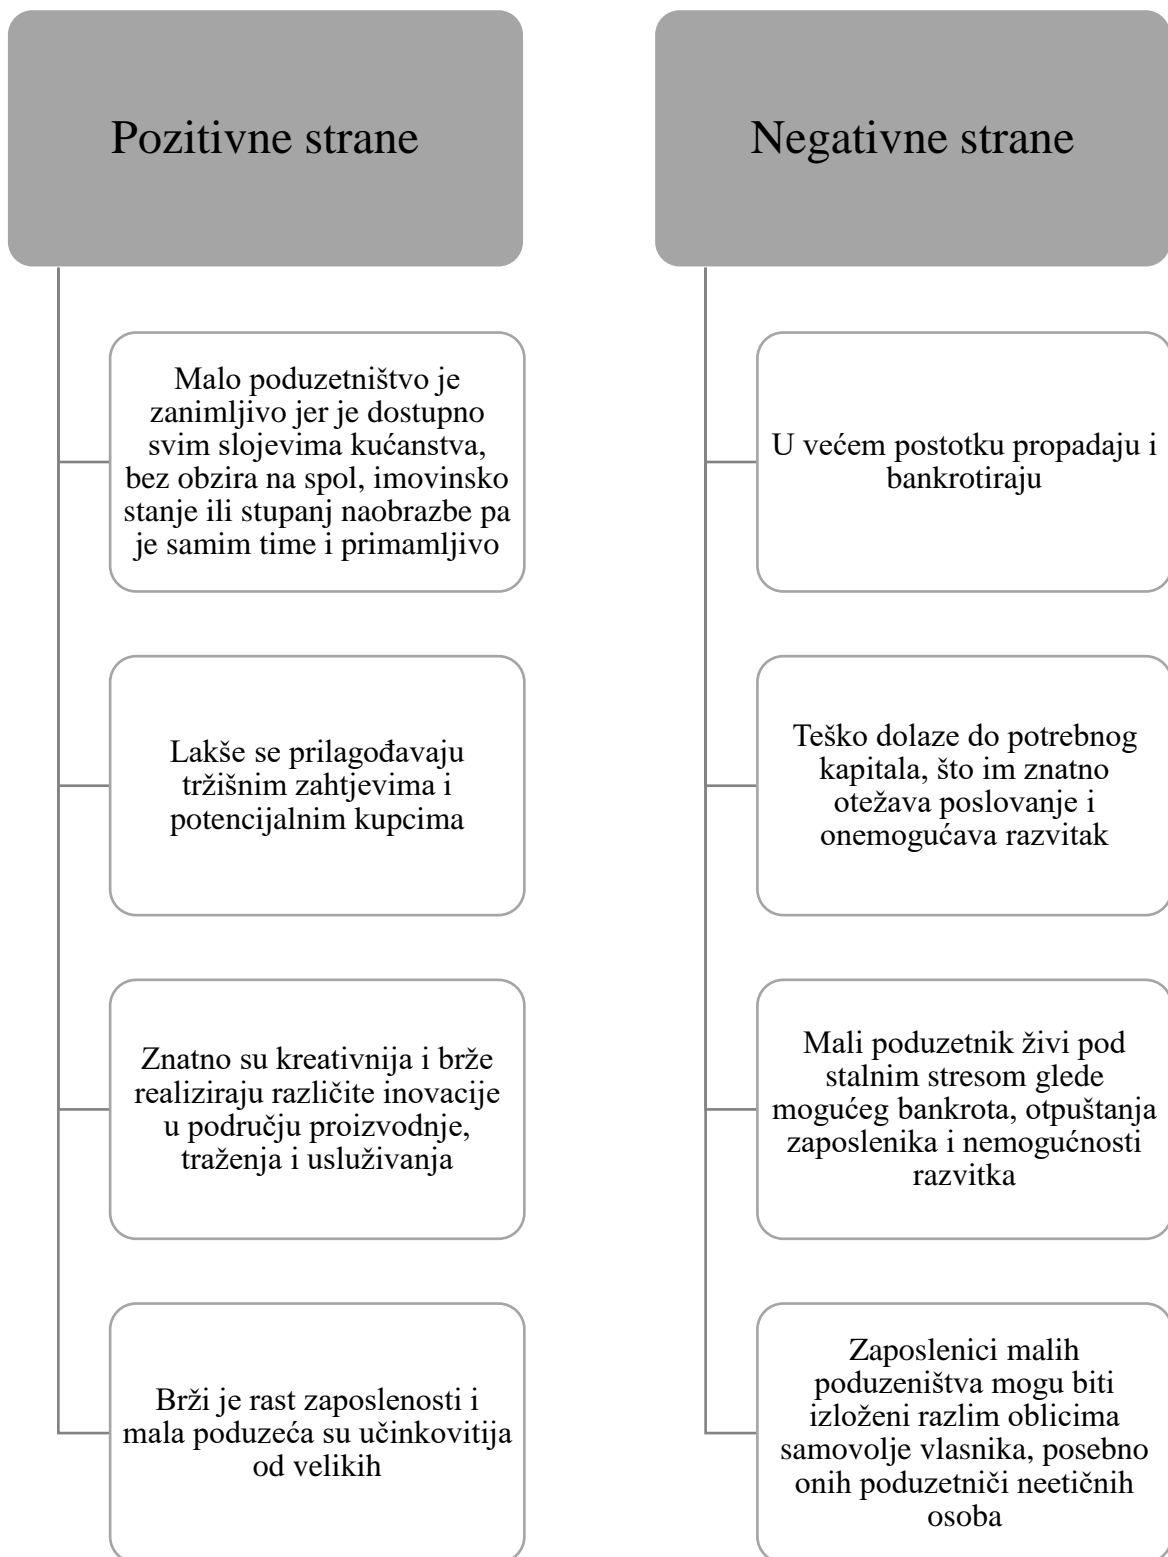 Pozitivne strane
Malo poduzetništvo je
zanimljivo jer je dostupno
svim slojevima kućanstva,
bez obzira na spol, imovinsko
stanje ili stupanj naobrazbe pa
je samim time i primamljivo
Lakše se prilagođavaju
tržišnim zahtjevima i
potencijalnim kupcima
Znatno su kreativnija i brže
realiziraju različite inovacije
u području proizvodnje,
traženja i usluživanja
Brži je rast zaposlenosti i
mala poduzeća su učinkovitija
od velikih
Negativne strane
U većem postotku propadaju i
bankrotiraju
Teško dolaze do potrebnog
kapitala, što im znatno
otežava poslovanje i
onemogućava razvitak
Mali poduzetnik živi pod
stalnim stresom glede
mogućeg bankrota, otpuštanja
zaposlenika i nemogućnosti
razvitka
Zaposlenici malih
poduzeništva mogu biti
izloženi razlim oblicima
samovolje vlasnika, posebno
onih poduzetniči neetičnih
osoba